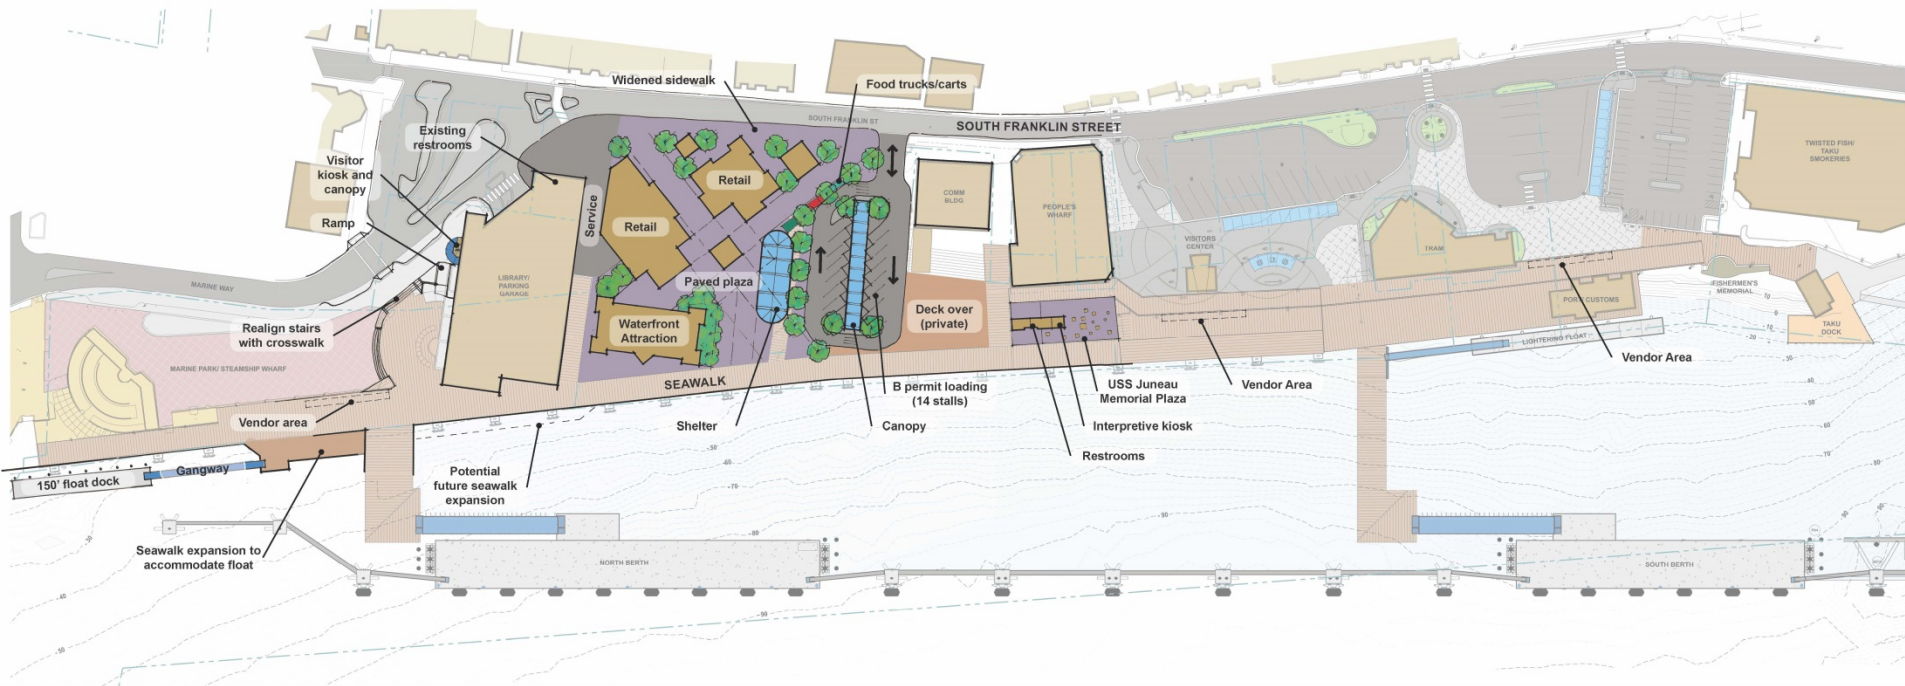 Widened sidewalk
Food trucks/carts
SOUTH FRANKLIN ST
SOUTH FRANKLIN STREET
Existing
restrooms
Visitor
kiosk and
canopy
Ramp
Service
Retail
Retail
COMM
BLDG
PEOPLE'S
WHARF
VISITORS
CENTER
TRAM
TWISTED FISH/
TAKU
SMOKERIES
LIBRARY/
PARKING
GARAGE
MARINE WAY
Paved plaza
Realign stairs
with crosswalk
Waterfront
Attraction
Deck over
(private)
PORT CUSTOMS
FISHERMEN'S
MEMORIAL
TAKU
DOCK
LIGHTERING FLOAT
MARINE PARK/ STEAMSHIP WHARF
SEAWALK
B permit loading
(14 stalls)
USS Juneau
Memorial Plaza
Vendor Area
Vendor Area
Vendor area
Shelter
Canopy
Interpretive kiosk
Restrooms
Gangway
150' float dock
Potential
future seawalk
expansion
Seawalk expansion to
accommodate float
NORTH BERTH
SOUTH BERTH